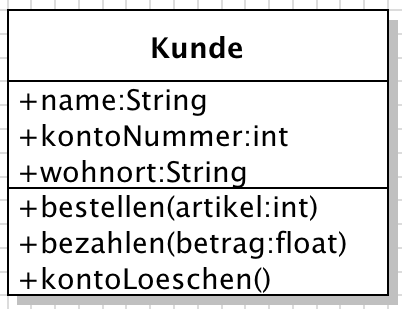 Kunde
+name:String
+kontoNummer:int
+wohnort:String
+bestellen(artikel:int)
+bezahlen(betrag:float)
+kontoLoeschen()